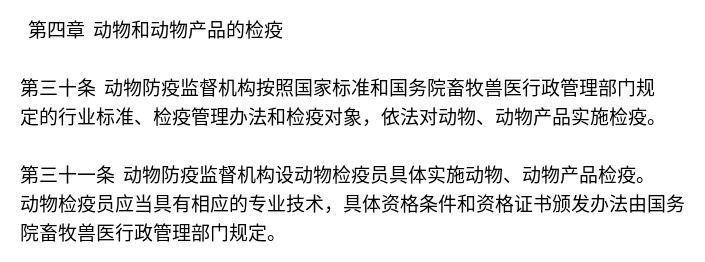 第四章 动物和动物产品的检疫
第三十条 动物防疫监督机构按照国家标准和国务院畜牧兽医行政管理部门规
定的行业标准、检疫管理办法和检疫对象，依法对动物、动物产品实施检疫。
第三十一条 动物防疫监督机构设动物检疫员具体实施动物、动物产品检疫。
动物检疫员应当具有相应的专业技术，具体资格条件和资格证书颁发办法由国务
院畜牧兽医行政管理部门规定。